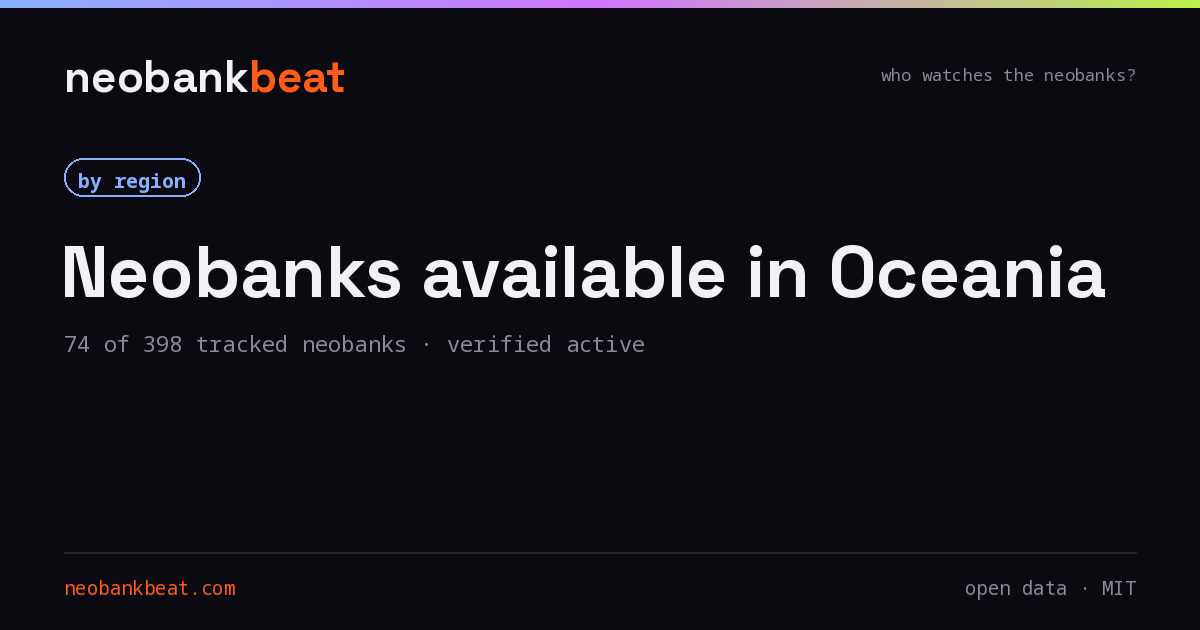 neobankbeat
who watches the neobanks?
by region
Neobanks available in Oceania
74 of 398 tracked neobanks · verified active
neobankbeat.com
open data · MIT